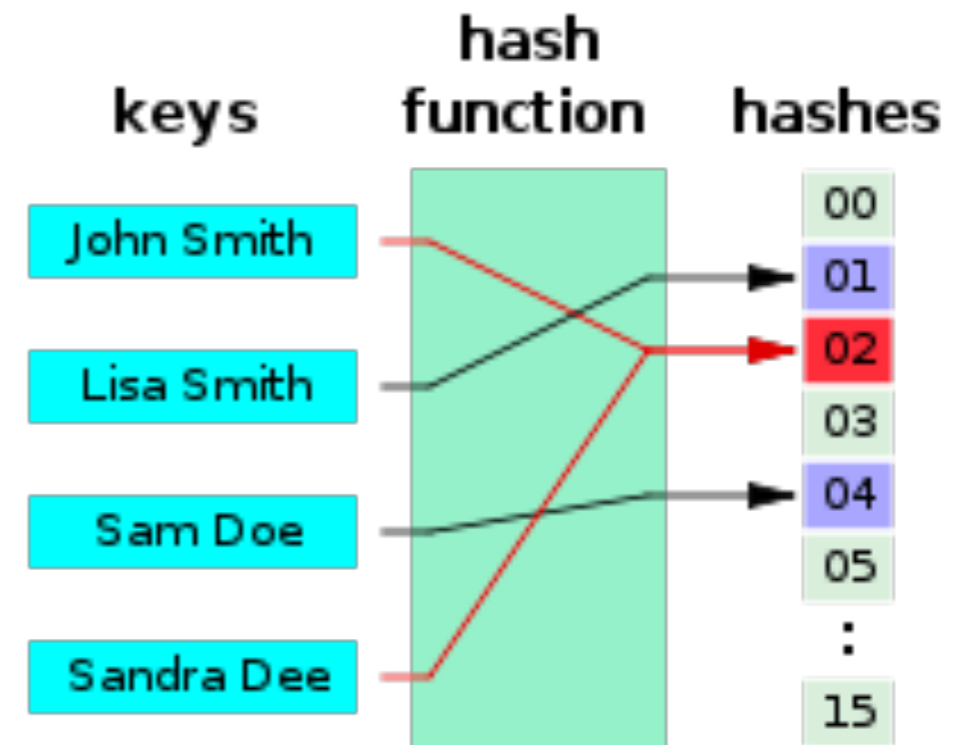 keys
hash
function
hashes
John Smith
Lisa Smith
Sam Doe
Sandra Dee
00
01
02
03
04
05
:
15